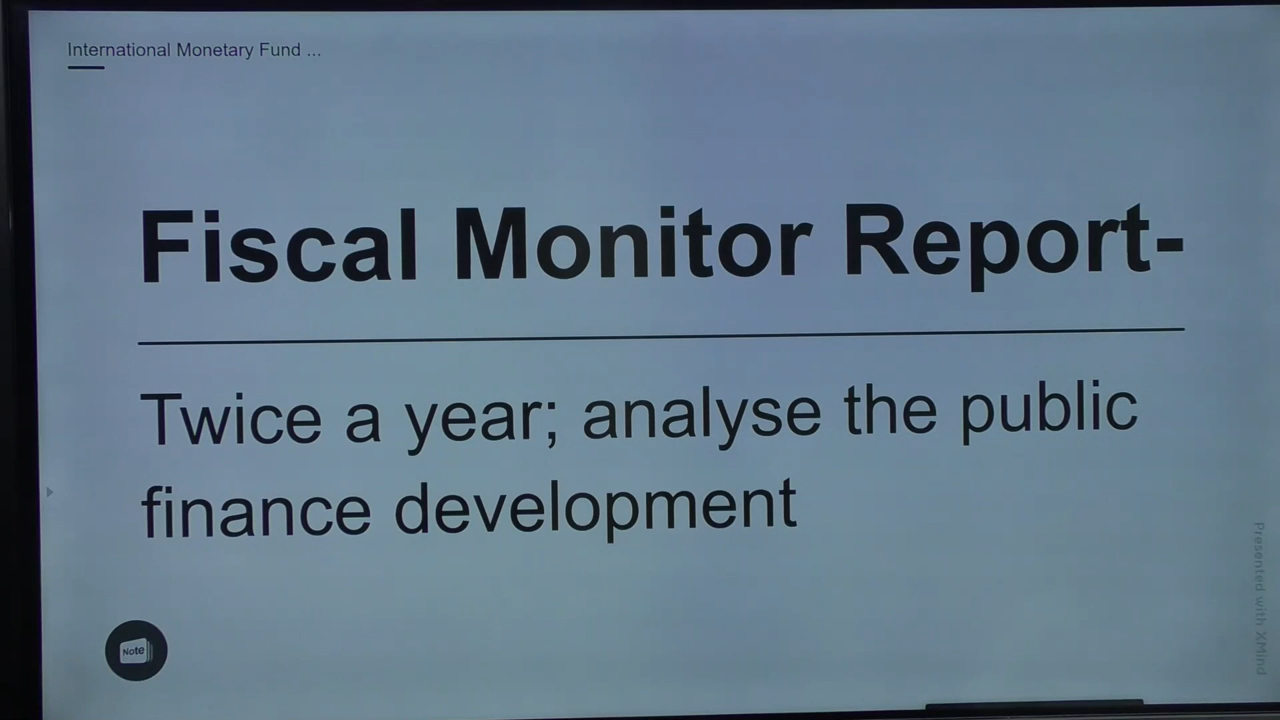 International Monetary Fund ...
Fiscal Monitor Report-
Twice a year; analyse the public
finance development
Note
Presented with XMind